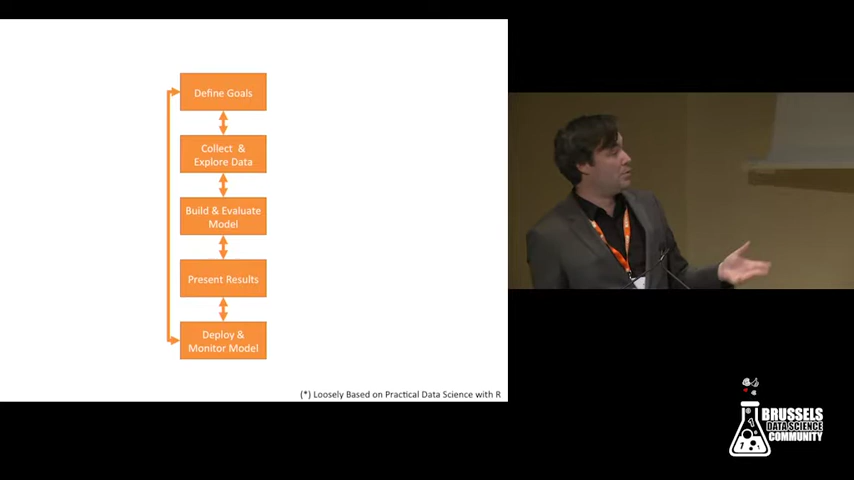 Define Goals
Collect &
Explore Data
Build & Evaluate
Model
Present Results
Deploy &
Monitor Model
(*) Loosely Based on Practical Data Science with R
BRUSSELS
DATA SCIENCE
COMMUNITY